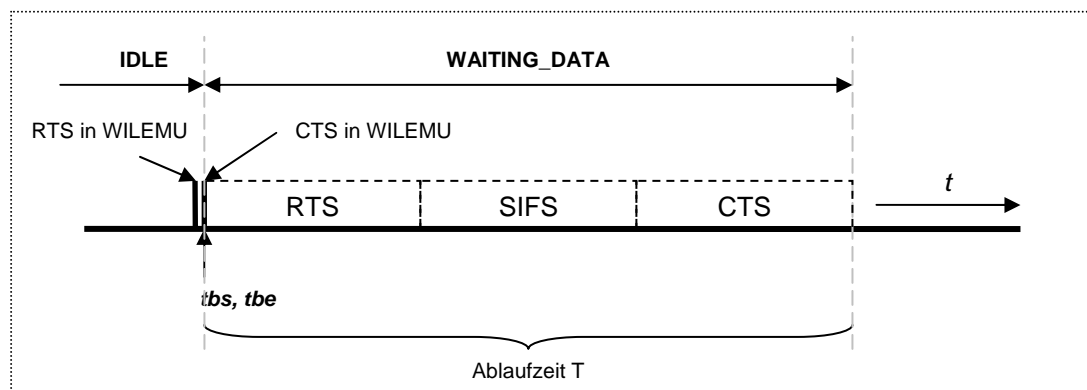 IDLE
WAITING_DATA
RTS in WILEMU
CTS in WILEMU
RTS
SIFS
CTS
t
tbs, tbe
Ablaufzeit T